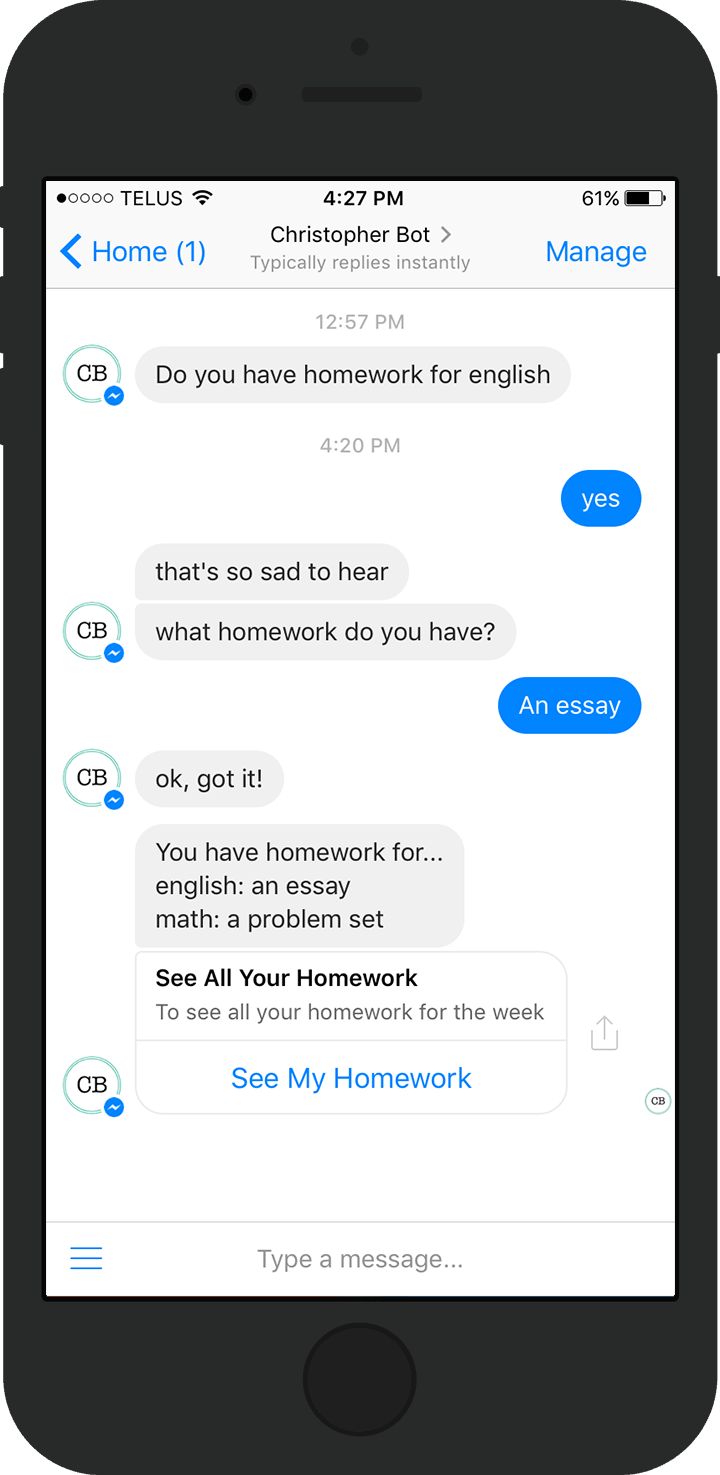 TELUS 4:27 PM 61%
Home (1) Christopher Bot Manage
Typically replies instantly
12:57 PM
CB Do you have homework for english
4:20 PM
yes
that's so sad to hear
CB what homework do you have?
An essay
CB ok, got it!
You have homework for...
english: an essay
math: a problem set
See All Your Homework
To see all your homework for the week
CB See My Homework
CB
Type a message...